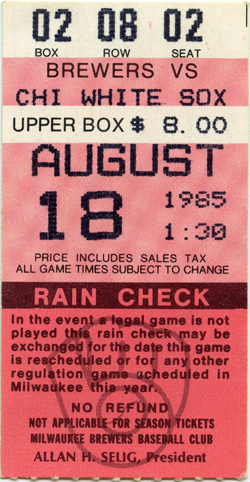 02 08 02
BOX ROW SEAT
BREWERS VS
CHI WHITE SOX
UPPER BOX $ 8.00
AUGUST
18 1985
1:30
PRICE INCLUDES SALES TAX
ALL GAME TIMES SUBJECT TO CHANGE
RAIN CHECK
In the event a legal game is not
played this rain check may be
exchanged for the date this game
is rescheduled or for any other
regulation game scheduled in
Milwaukee this year.
NO REFUND
NOT APPLICABLE FOR SEASON TICKETS
MILWAUKEE BREWERS BASEBALL CLUB
ALLAN H. SELIG, President